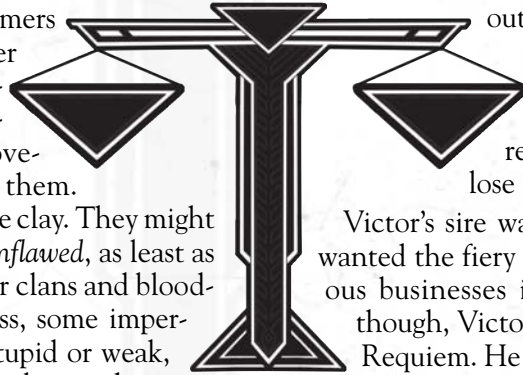 mers
er
-
-
ove-
them.
e clay. They might
nflawed, as least as
r clans and blood-
ss, some imper-
tupid or weak,
out
re
lose
Victor's sire wa
wanted the fiery
ous businesses i
though, Victo
Requiem. He